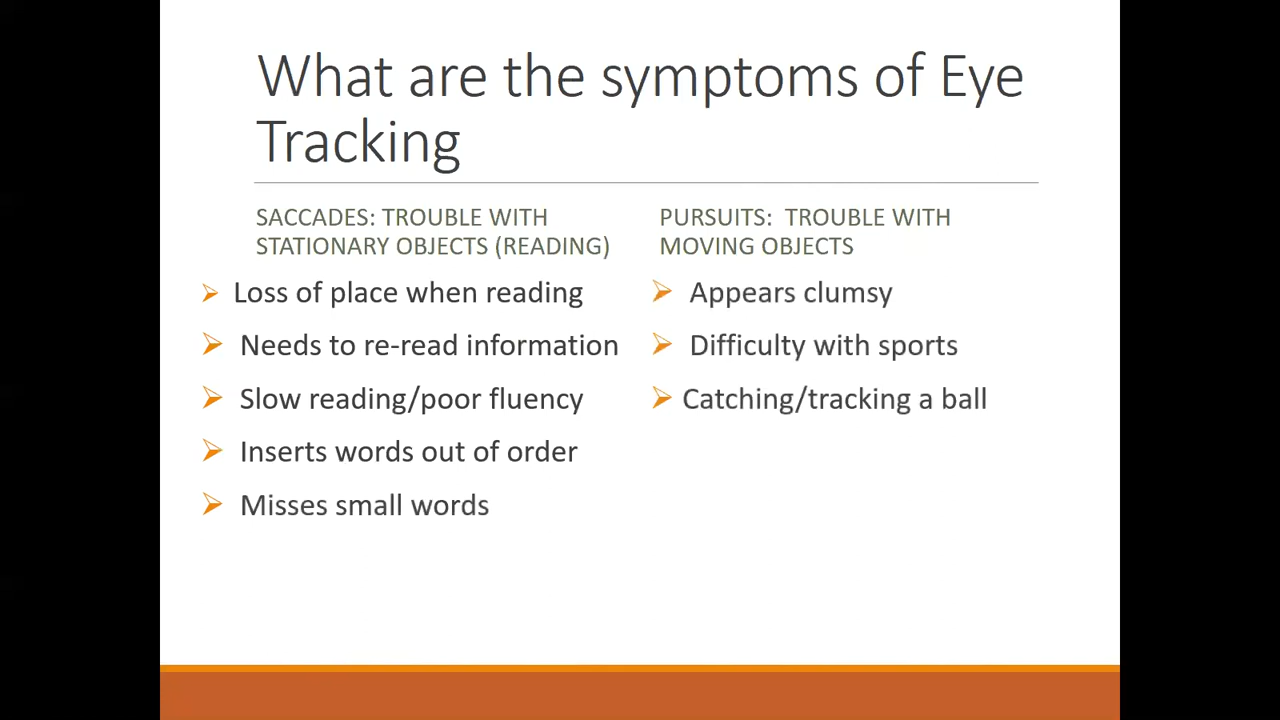 What are the symptoms of Eye
Tracking
SACCADES: TROUBLE WITH
STATIONARY OBJECTS (READING)
Loss of place when reading
Needs to re-read information
Slow reading/poor fluency
Inserts words out of order
Misses small words
PURSUITS: TROUBLE WITH
MOVING OBJECTS
Appears clumsy
Difficulty with sports
Catching/tracking a ball